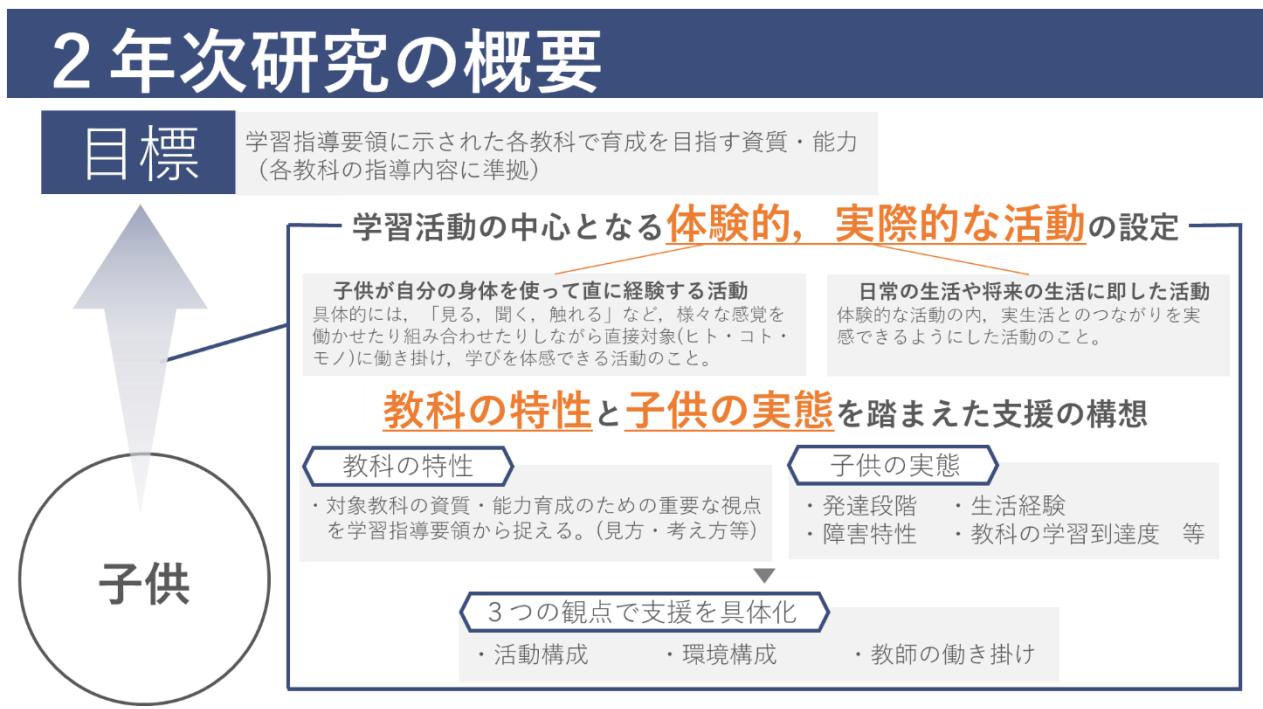 2年次研究の概要
目標
学習指導要領に示された各教科で育成を目指す資質・能力
（各教科の指導内容に準拠）
学習活動の中心となる体験的，実際的な活動の設定
子供が自分の身体を使って直に経験する活動
具体的には，「見る，聞く，触れる」など，様々な感覚を
働かせたり組み合わせたりしながら直接対象(ヒト・コト・
モノ)に働き掛け，学びを体感できる活動のこと。
日常の生活や将来の生活に即した活動
体験的な活動の内，実生活とのつながりを実
感できるようにした活動のこと。
教科の特性と子供の実態を踏まえた支援の構想
教科の特性
・対象教科の資質・能力育成のための重要な視点
を学習指導要領から捉える。(見方・考え方等)
子供の実態
・発達段階　・生活経験
・障害特性　・教科の学習到達度　等
3つの観点で支援を具体化
・活動構成　・環境構成　・教師の働き掛け
子供